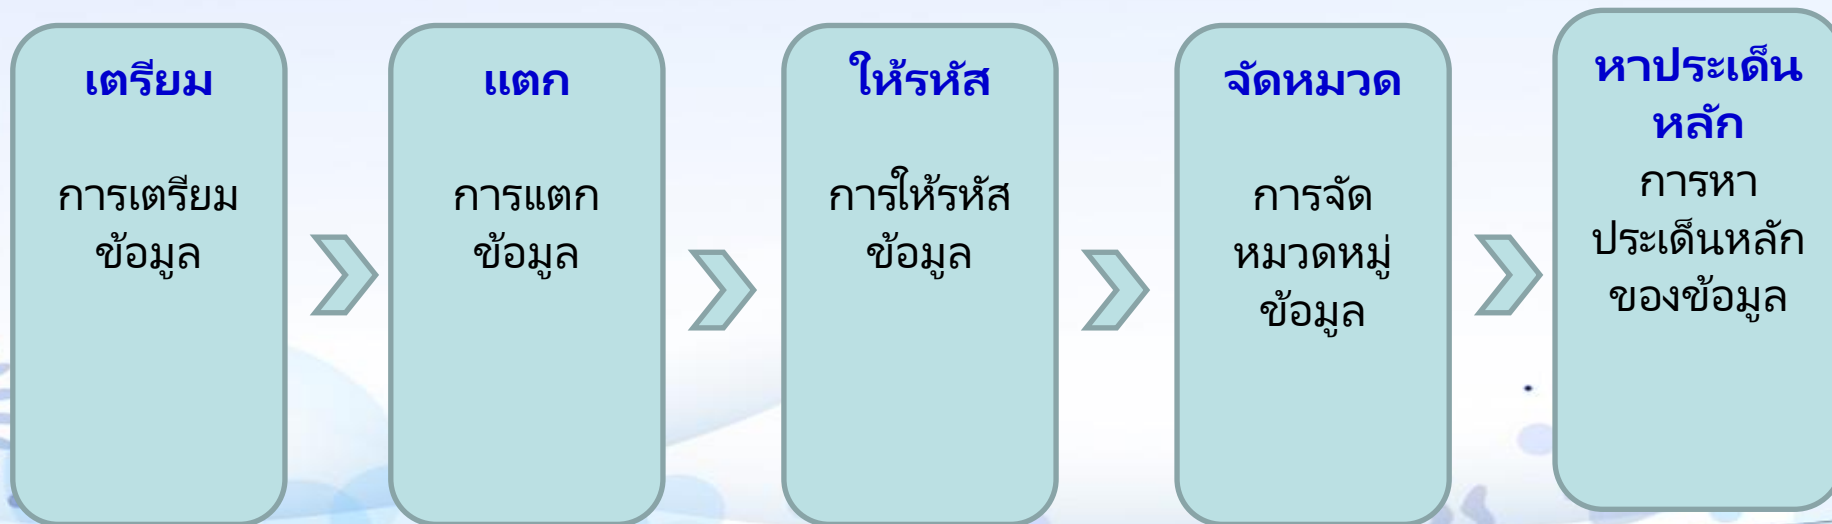 เตรียม
การเตรียม
ข้อมูล
แตก
การแตก
ข้อมูล
ให้รหัส
การให้รหัส
ข้อมูล
จัดหมวด
การจัด
หมวดหมู่
ข้อมูล
หาประเด็น
หลัก
การหา
ประเด็นหลัก
ของข้อมูล